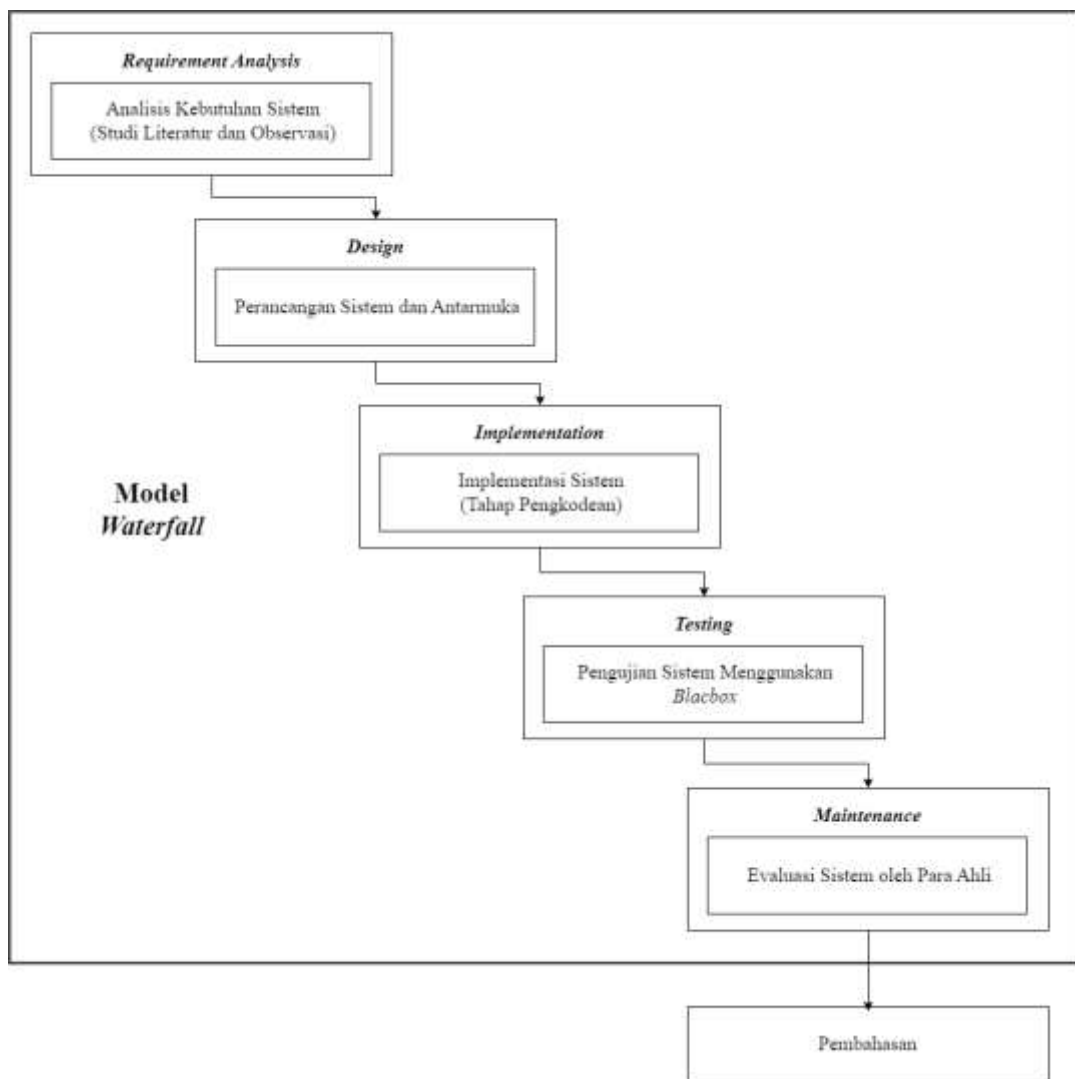 Requirement Analysis
Analisis Kebutuhan Sistem
(Studi Literatur dan Observasi)
Design
Perancangan Sistem dan Antarmuka
Implementation
Implementasi Sistem
(Tahap Pengkodean)
Model
Waterfall
Testing
Pengujian Sistem Menggunakan
Blacbox
Maintenance
Evaluasi Sistem oleh Para Ahli
Pembahasan